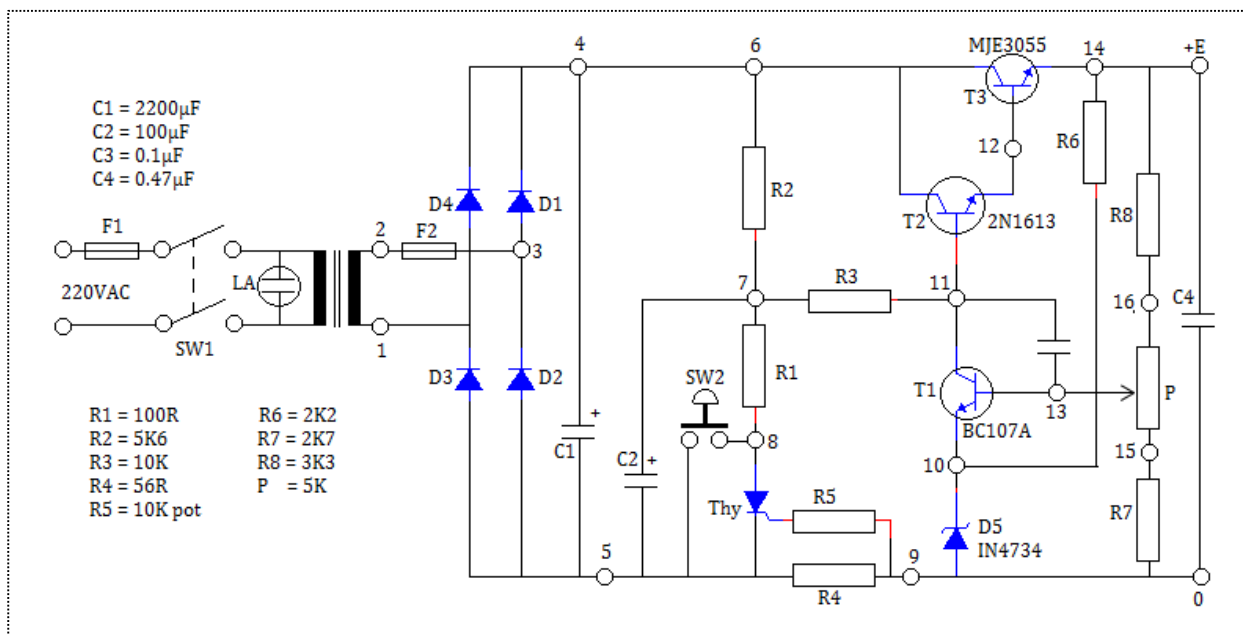 MJE3055
4
6
14
+E
C1 = 2200µF
C2 = 100µF
C3 = 0.1µF
C4 = 0.47µF
T3
12
R6
D4
D1
R2
T2
2N1613
R8
F1
2
F2
3
LA
220VAC
7
R3
11
16
C4
SW1
1
D3
D2
SW2
R1
T1
13
P
BC107A
R1 = 100R
R2 = 5K6
R3 = 10K
R4 = 56R
R5 = 10K pot
R6 = 2K2
R7 = 2K7
R8 = 3K3
P = 5K
+
C1
C2
+
8
10
15
Thy
R5
D5
IN4734
R7
5
9
R4
0